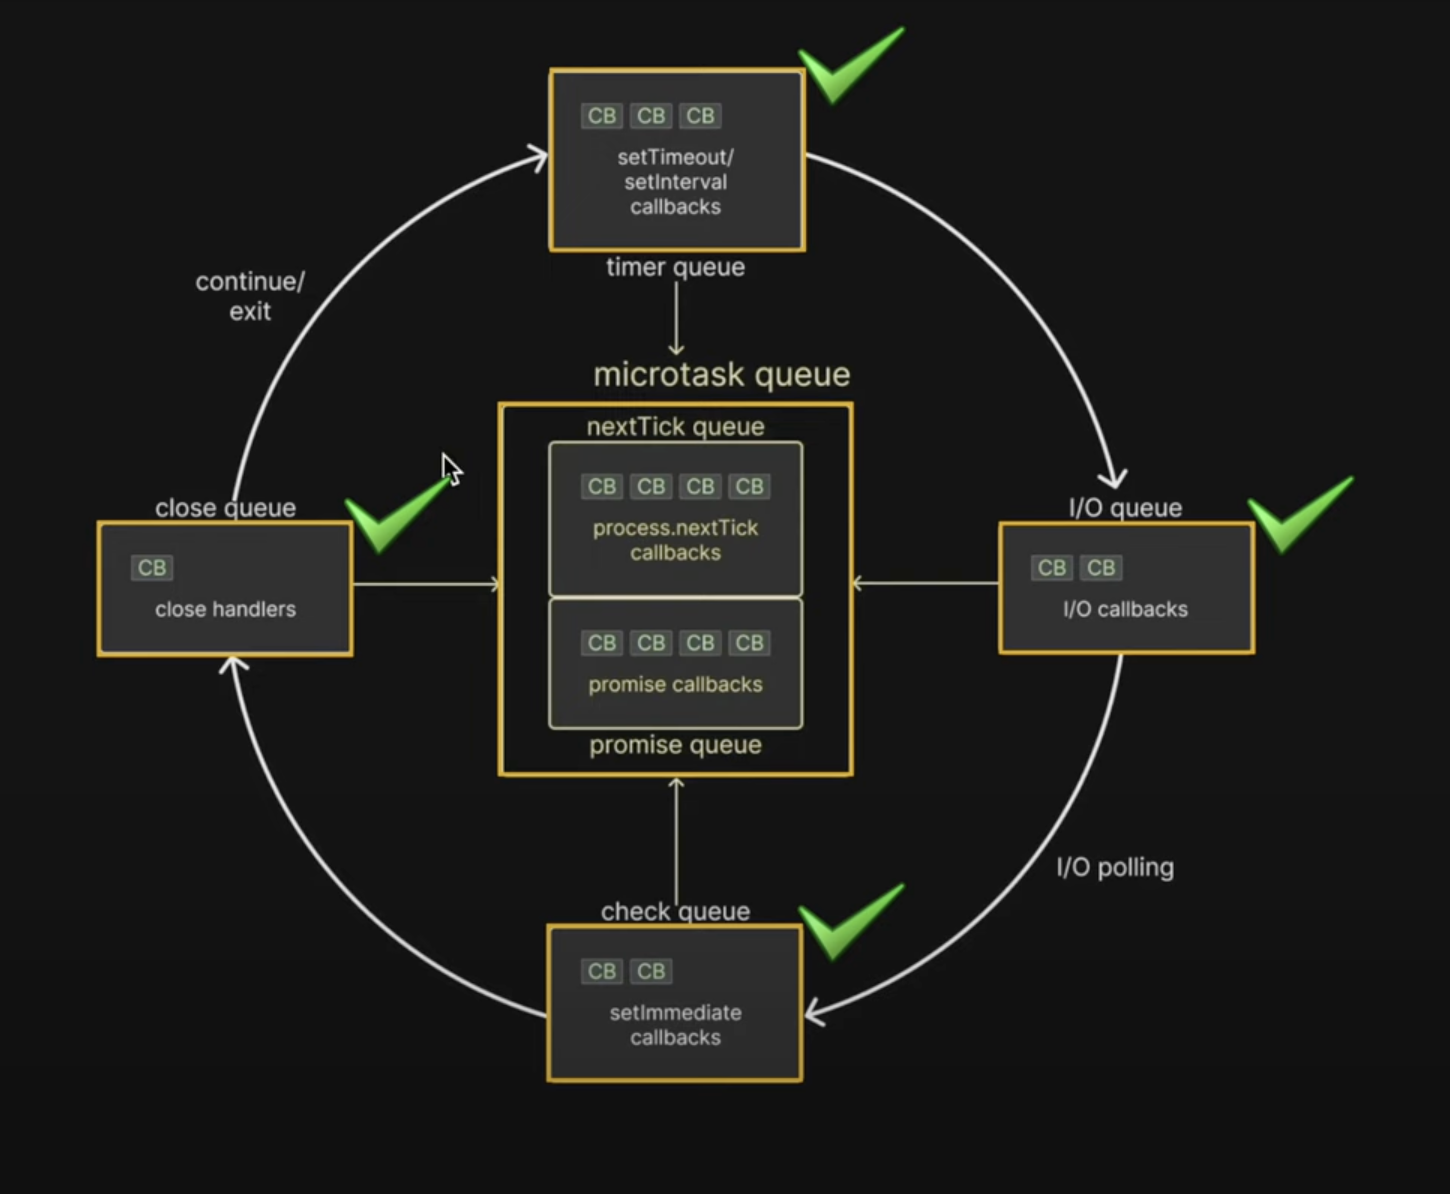 CB CB CB
setTimeout/
setInterval
callbacks
timer queue
continue/
exit
microtask queue
nextTick queue
CB CB CB CB
process.nextTick
callbacks
CB CB CB CB
promise callbacks
promise queue
close queue
CB
close handlers
I/O queue
CB CB
I/O callbacks
I/O polling
check queue
CB CB
setImmediate
callbacks